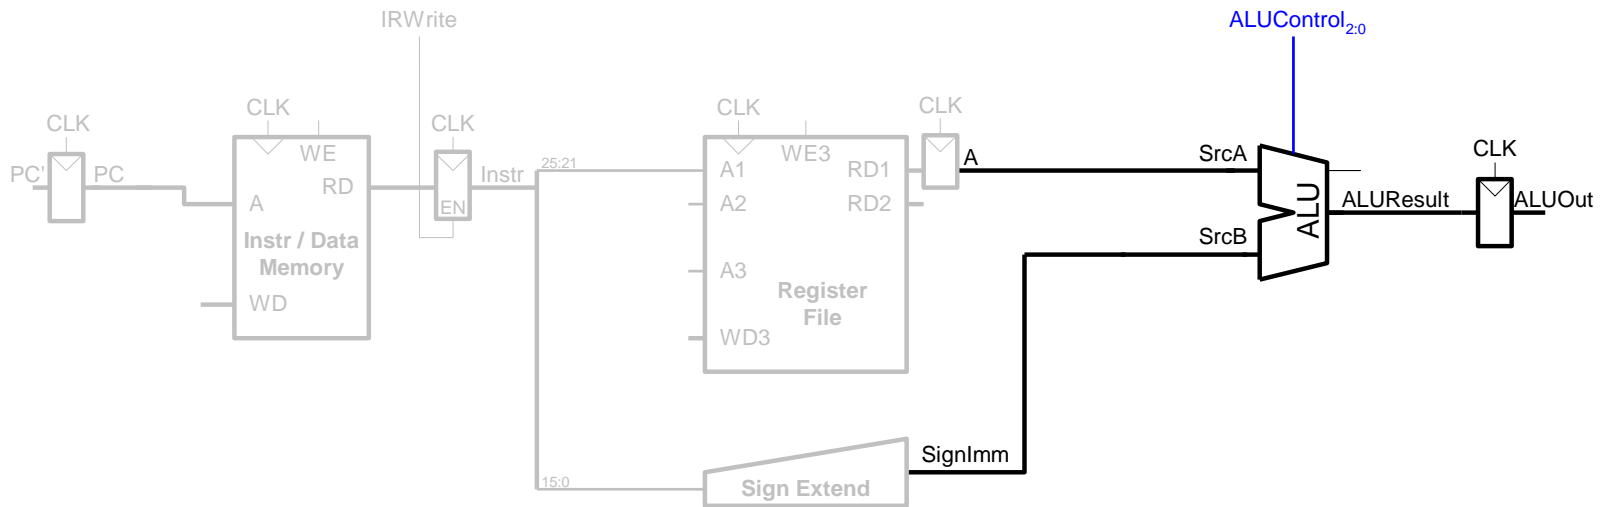 IRWrite
ALUControl2:0
CLK
CLK
CLK
CLK
CLK
CLK
PC'
PC
WE
RD
A
Instr / Data
Memory
WD
EN
Instr
25:21
A1
WE3
RD1
A2
RD2
A3
Register
File
WD3
A
SrcA
SrcB
ALU
ALUResult
ALUOut
SignImm
15:0
Sign Extend